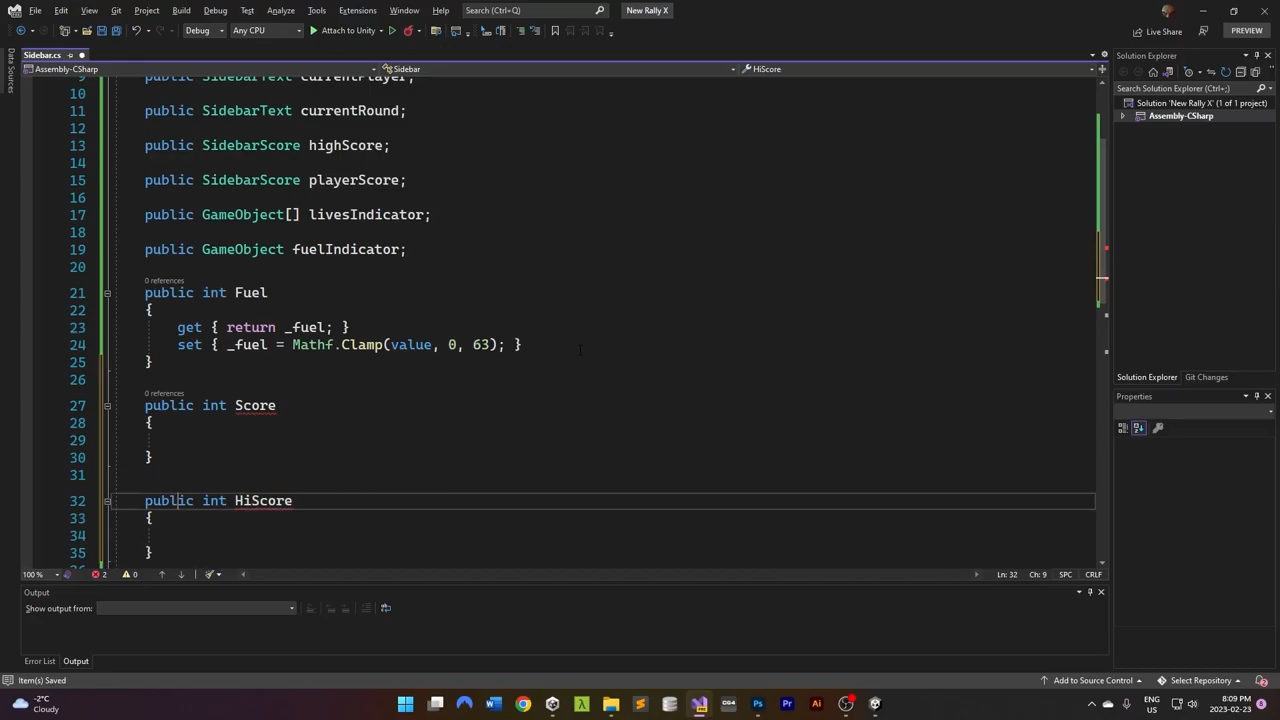 File Edit View Git Project Build Debug Test Analyze Tools Extensions Window Help Search (Ctrl+Q) New Rally X
Debug Any CPU Attach to Unity Live Share PREVIEW
Data Sources
Sidebar.cs
Assembly-CSharp Sidebar HiScore
9 public SidebarText currentPlayer;
10
11 public SidebarText currentRound;
12
13 public SidebarScore highScore;
14
15 public SidebarScore playerScore;
16
17 public GameObject[] livesIndicator;
18
19 public GameObject fuelIndicator;
20
0 references
21 public int Fuel
22 {
23 get { return _fuel; }
24 set { _fuel = Mathf.Clamp(value, 0, 63); }
25 }
26
0 references
27 public int Score
28 {
29
30 }
31
32 public int HiScore
33 {
34
35 }
100 % 2 0 Ln: 32 Ch: 9 SPC CRLF
Output
Show output from:
Error List Output
Item(s) Saved
Solution Explorer
Search Solution Explorer (Ctrl+;)
Solution 'New Rally X' (1 of 1 project)
Assembly-CSharp
Solution Explorer Git Changes
Properties
Add to Source Control Select Repository 2
-2°C
Cloudy
ENG
US
8:09 PM
2023-02-23